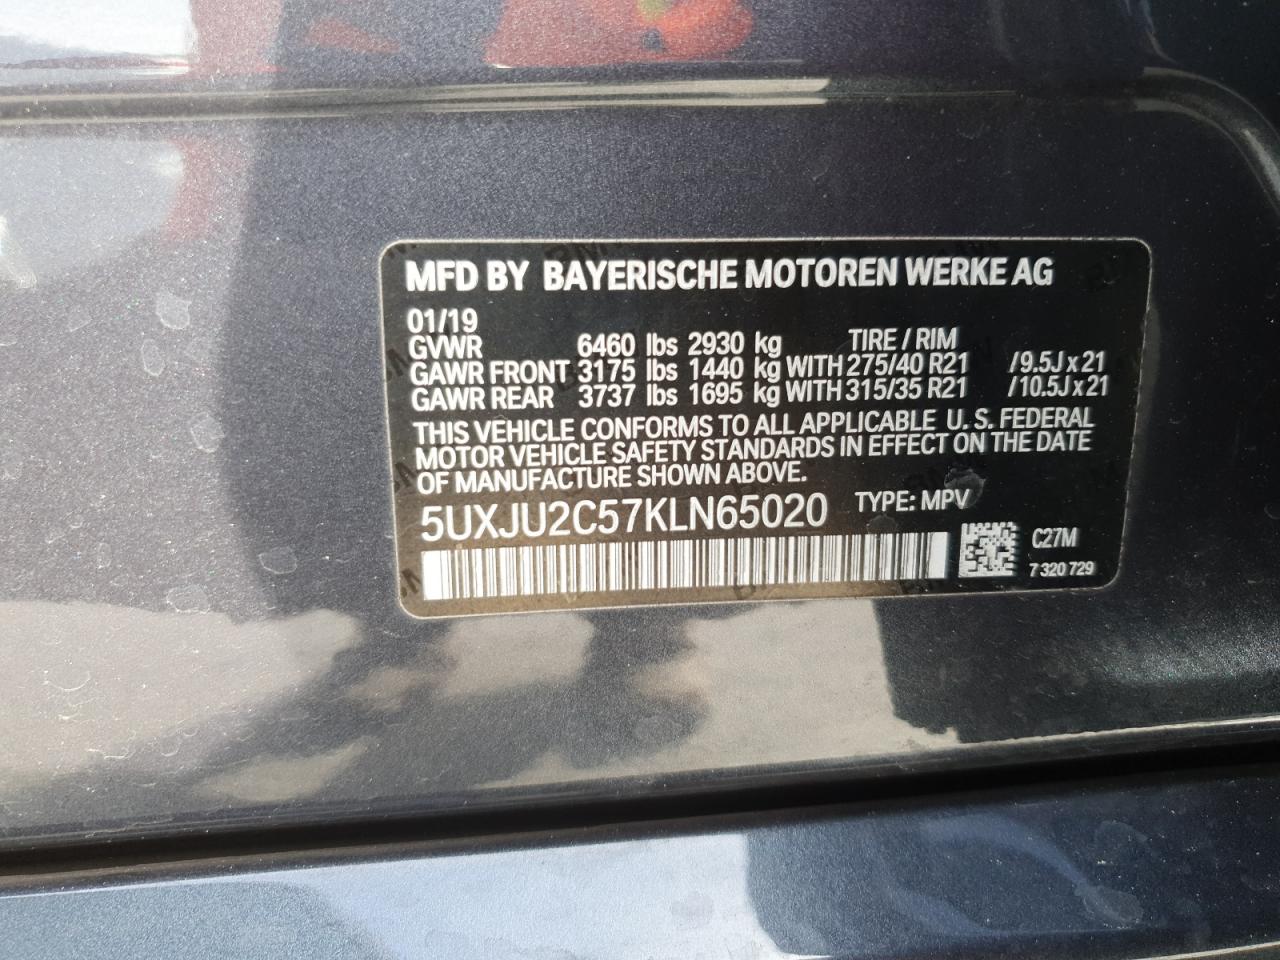 MFD BY BAYERISCHE MOTOREN WERKE AG
01/19
GVWR 6460 lbs 2930 kg TIRE / RIM
GAWR FRONT 3175 lbs 1440 kg WITH 275/40 R21 /9.5J x 21
GAWR REAR 3737 lbs 1695 kg WITH 315/35 R21 /10.5J x 21
THIS VEHICLE CONFORMS TO ALL APPLICABLE U. S. FEDERAL
MOTOR VEHICLE SAFETY STANDARDS IN EFFECT ON THE DATE
OF MANUFACTURE SHOWN ABOVE.
5UXJU2C57KLN65020 TYPE: MPV
C27M
7 320 729